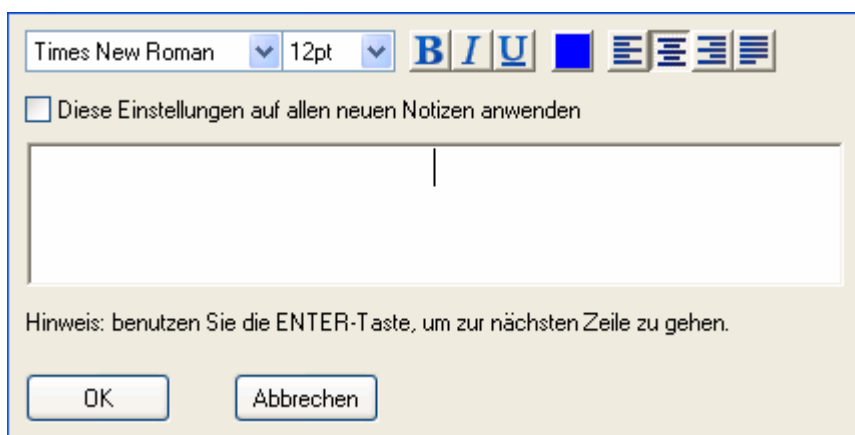 Times New Roman 12pt B I U
Diese Einstellungen auf allen neuen Notizen anwenden
Hinweis: benutzen Sie die ENTER-Taste, um zur nächsten Zeile zu gehen.
OK Abbrechen